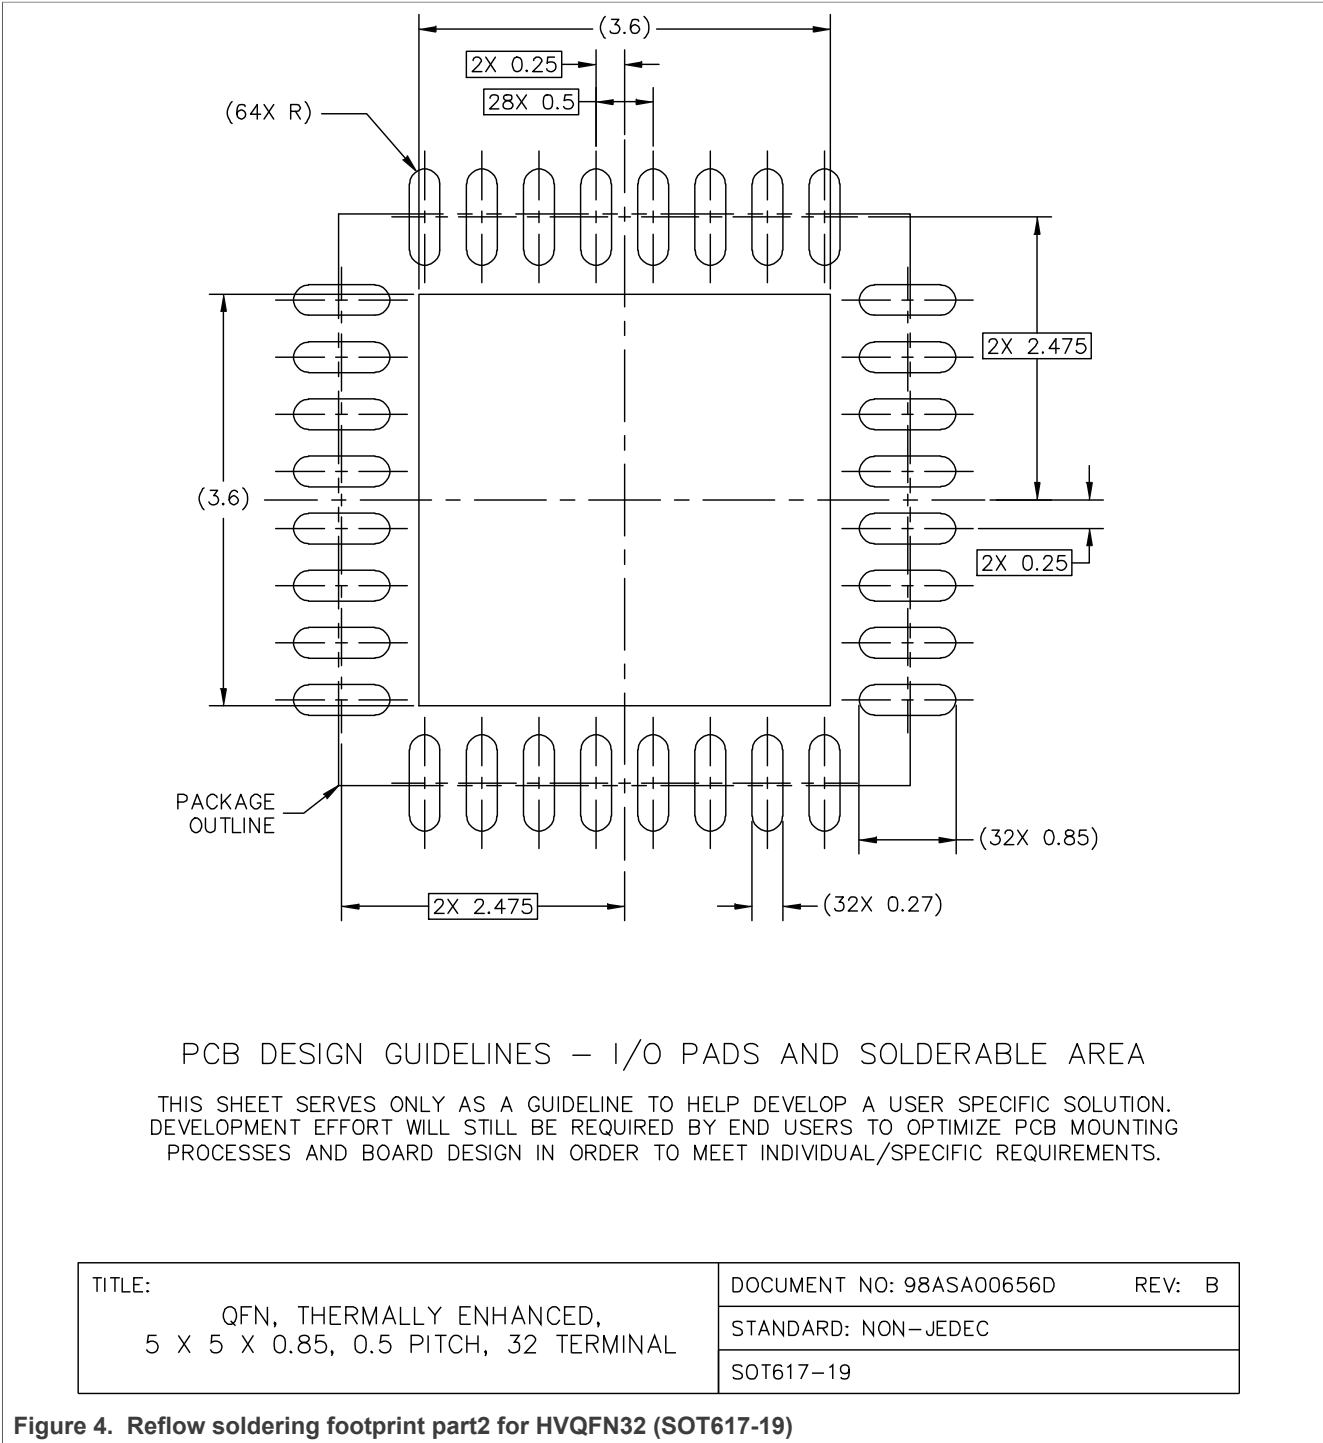 (3.6)
2X 0.25
28X 0.5
(64X R)
2X 2.475
(3.6)
2X 0.25
PACKAGE
OUTLINE
(32X 0.85)
2X 2.475
(32X 0.27)
PCB DESIGN GUIDELINES – I/O PADS AND SOLDERABLE AREA
THIS SHEET SERVES ONLY AS A GUIDELINE TO HELP DEVELOP A USER SPECIFIC SOLUTION.
DEVELOPMENT EFFORT WILL STILL BE REQUIRED BY END USERS TO OPTIMIZE PCB MOUNTING
PROCESSES AND BOARD DESIGN IN ORDER TO MEET INDIVIDUAL/SPECIFIC REQUIREMENTS.
TITLE:
QFN, THERMALLY ENHANCED,
5 X 5 X 0.85, 0.5 PITCH, 32 TERMINAL
DOCUMENT NO: 98ASA00656D REV: B
STANDARD: NON–JEDEC
SOT617–19
Figure 4. Reflow soldering footprint part2 for HVQFN32 (SOT617-19)